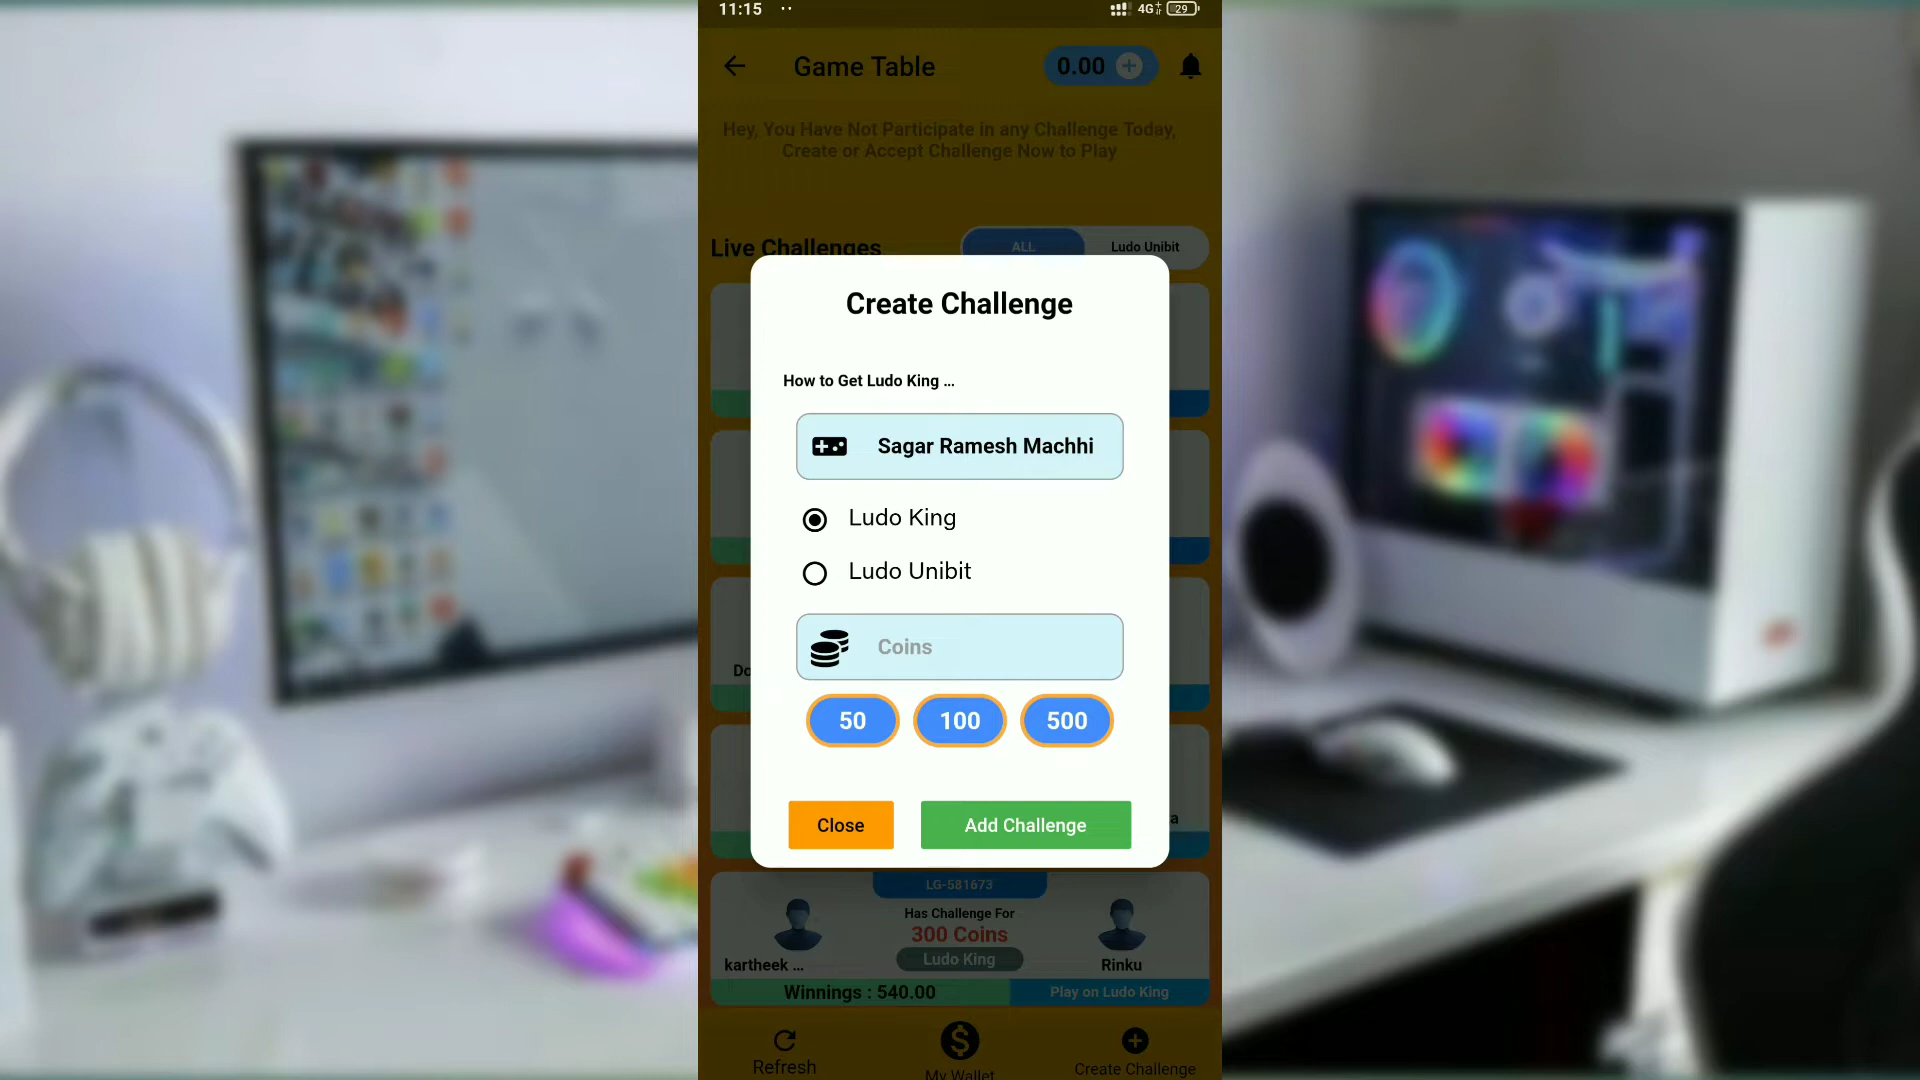 11:15
4G+
29
Game Table
0.00
Hey, You Have Not Participate in any Challenge Today,
Create or Accept Challenge Now to Play
Live Challenges
ALL
Ludo Unibit
Create Challenge
How to Get Ludo King ...
Sagar Ramesh Machhi
Ludo King
Ludo Unibit
Coins
50
100
500
Close
Add Challenge
LG-581673
Has Challenge For
300 Coins
Ludo King
kartheek ...
Rinku
Winnings : 540.00
Play on Ludo King
Refresh
My Wallet
Create Challenge